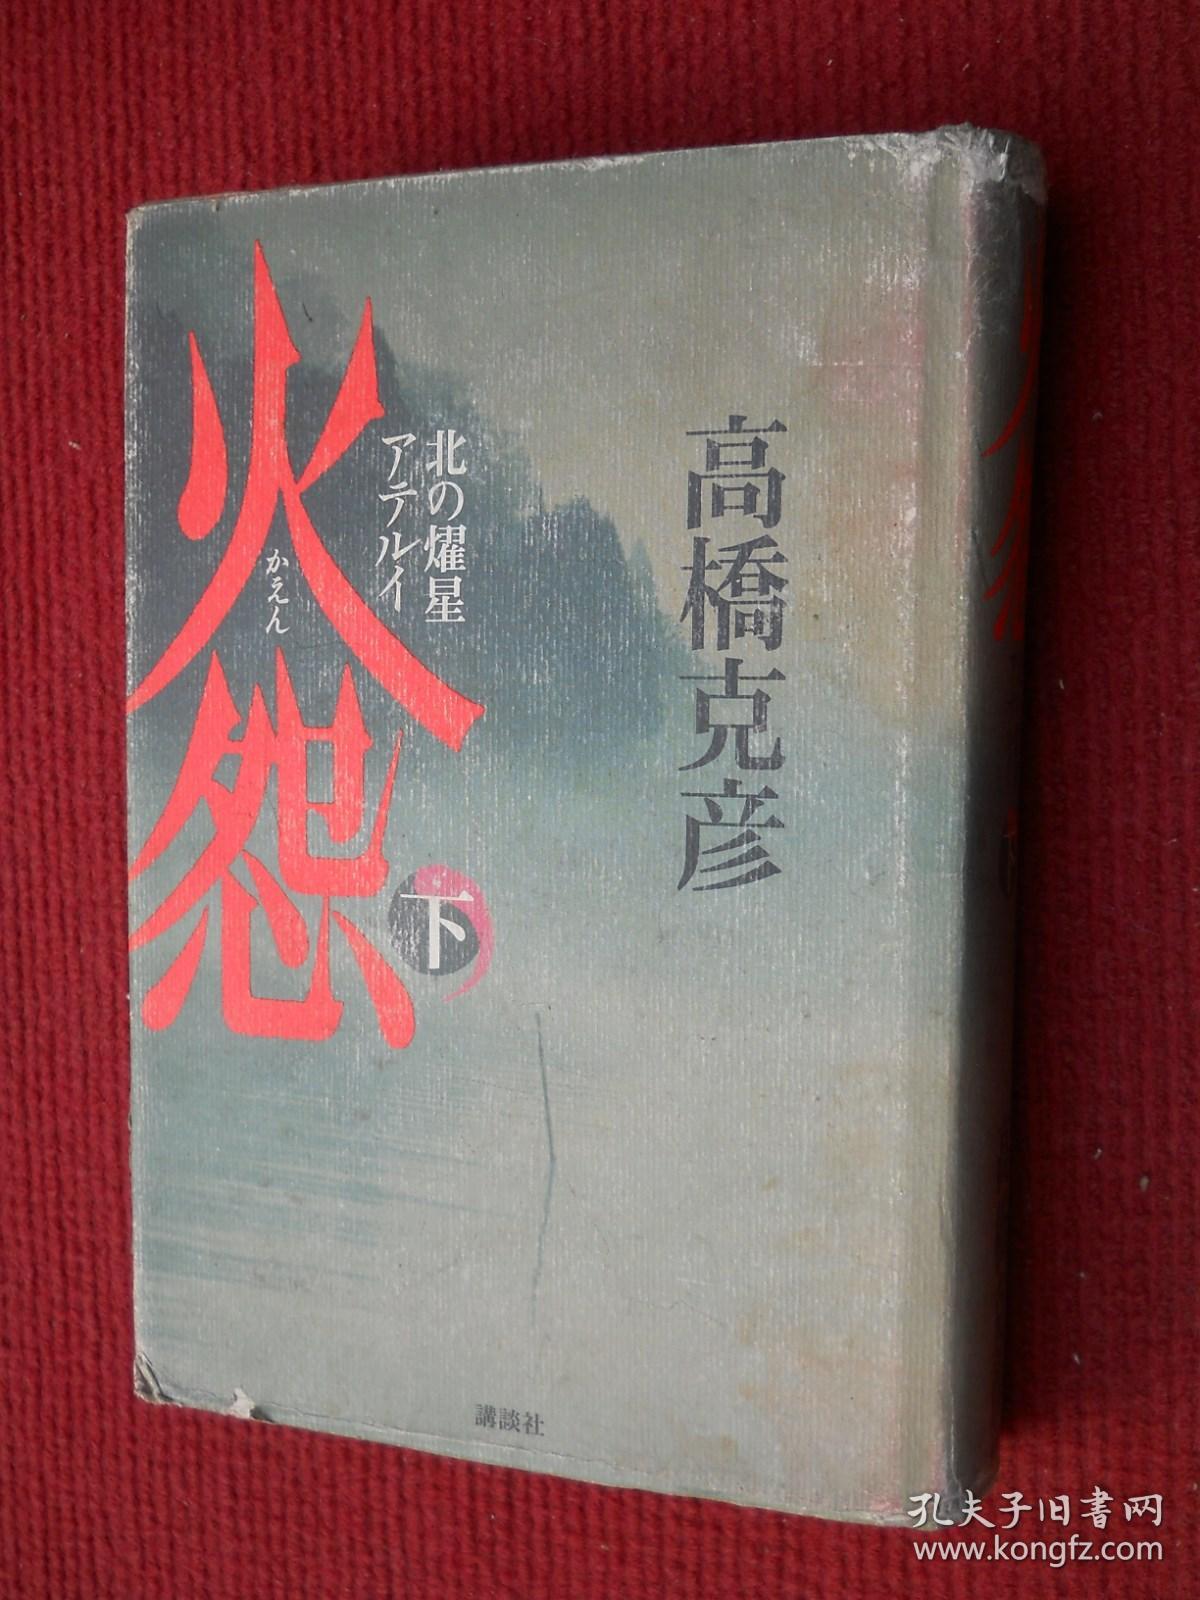 高橋克彦
北の燿星
アテルイ
火怨
かえん
下
講談社
孔夫子旧书网
www.kongfz.com